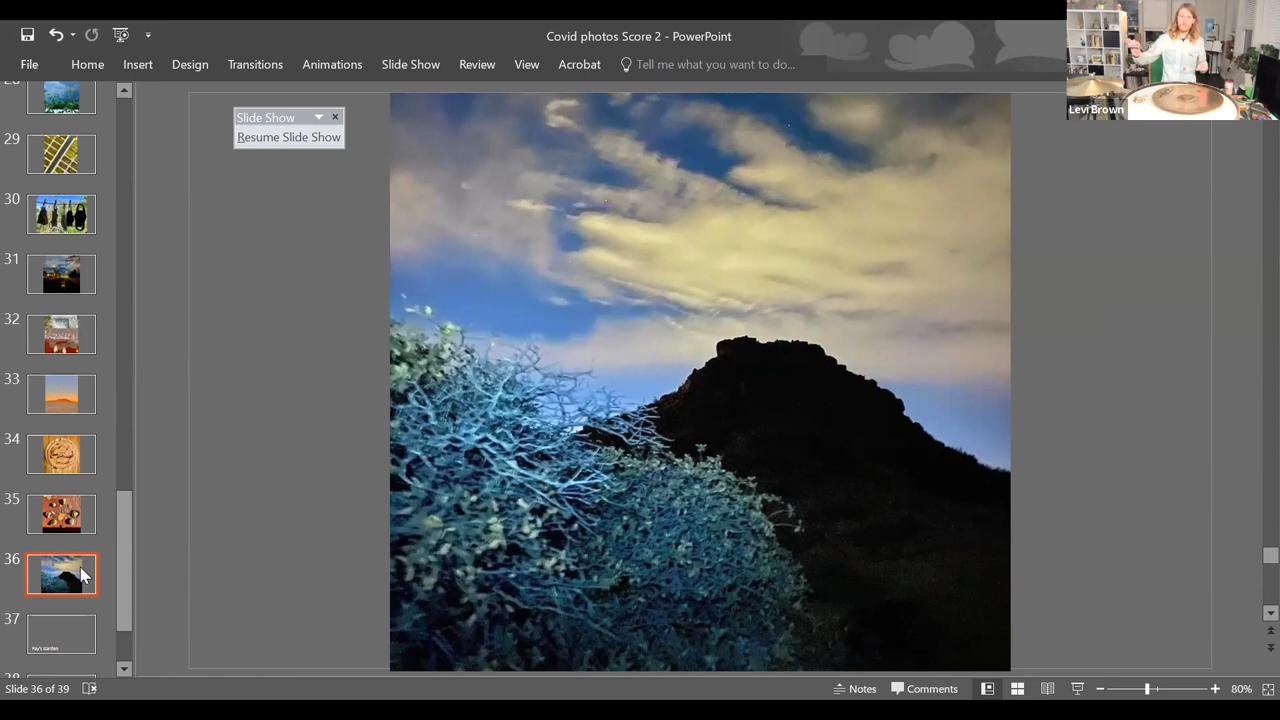 Covid photos Score 2 - PowerPoint
File Home Insert Design Transitions Animations Slide Show Review View Acrobat Tell me what you want to do...
Levi Brown
Slide Show
Resume Slide Show
29
30
31
32
33
34
35
36
37
Ray's Garden
Slide 36 of 39
Notes
Comments
80%